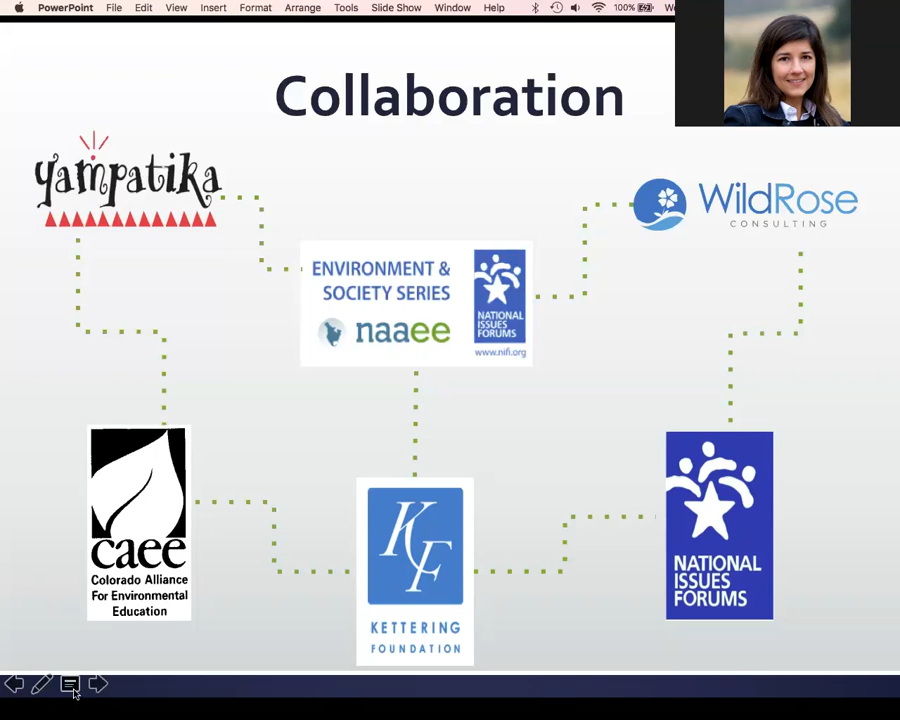 PowerPoint File Edit View Insert Format Arrange Tools Slide Show Window Help 100%
Collaboration
yampatika
WildRose
CONSULTING
ENVIRONMENT &
SOCIETY SERIES
naaee
NATIONAL
ISSUES
FORUMS
www.nifi.org
caee
Colorado Alliance
For Environmental
Education
KF
KETTERING
FOUNDATION
NATIONAL
ISSUES
FORUMS